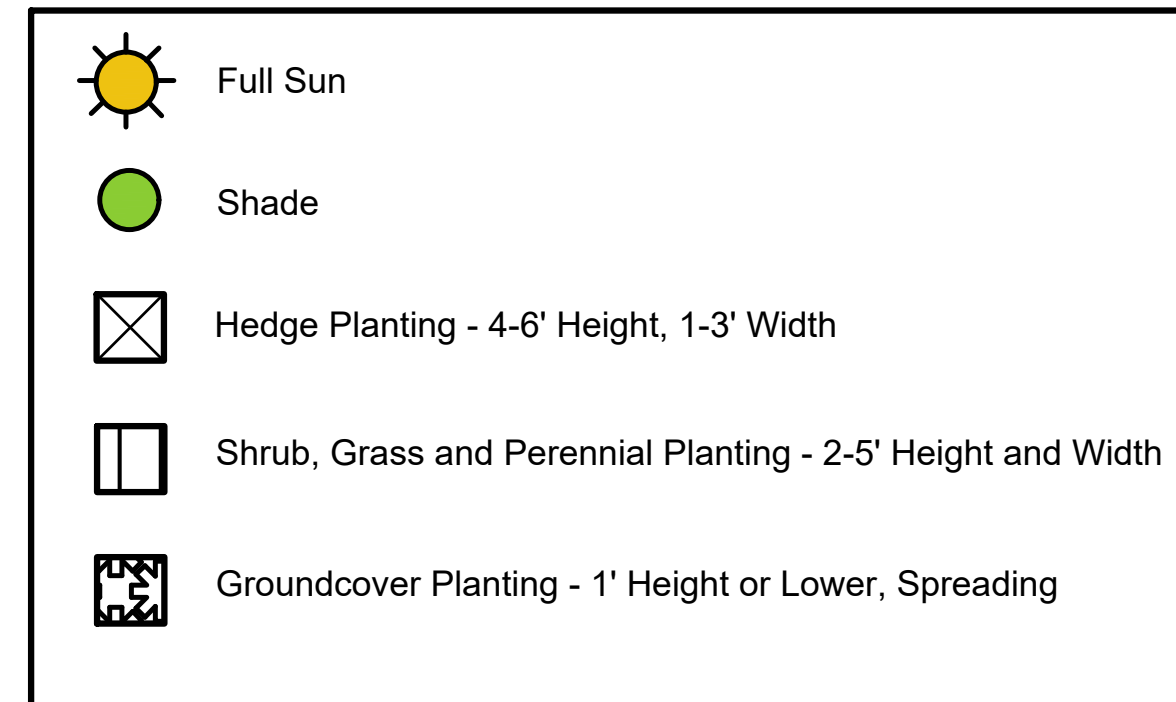 Full Sun
Shade
Hedge Planting - 4-6' Height, 1-3' Width
Shrub, Grass and Perennial Planting - 2-5' Height and Width
Groundcover Planting - 1' Height or Lower, Spreading